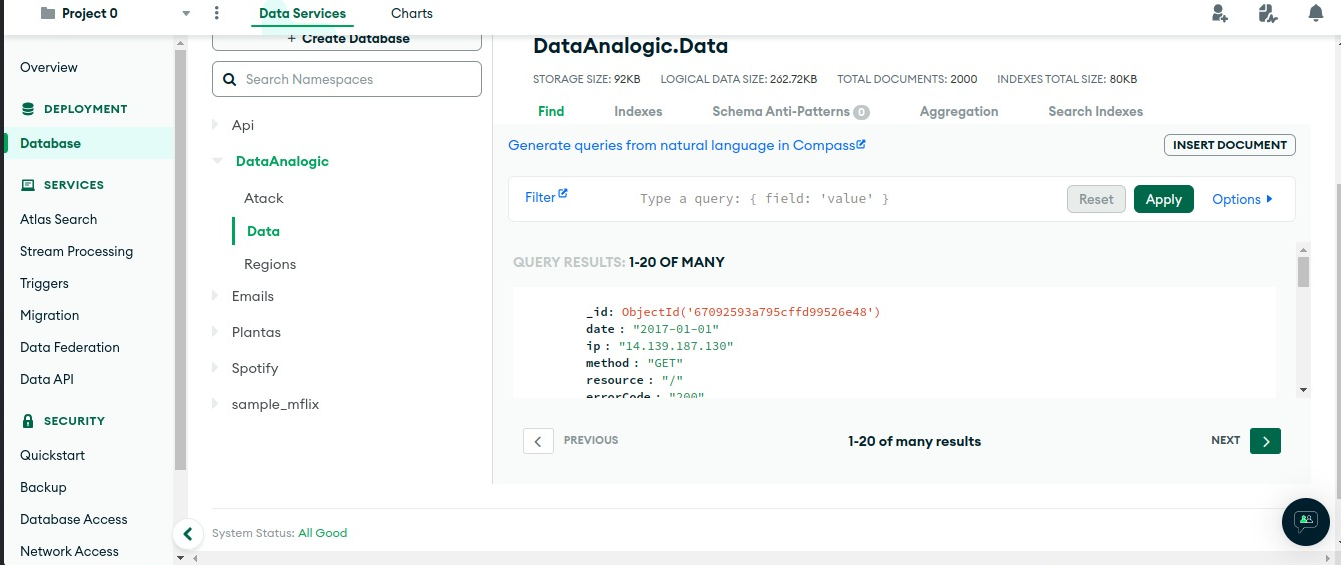 Project 0
Data Services
Charts
Overview
DEPLOYMENT
Database
SERVICES
Atlas Search
Stream Processing
Triggers
Migration
Data Federation
Data API
SECURITY
Quickstart
Backup
Database Access
Network Access
+ Create Database
Search Namespaces
Api
DataAnalogic
Atack
Data
Regions
Emails
Plantas
Spotify
sample_mflix
DataAnalogic.Data
STORAGE SIZE: 92KB LOGICAL DATA SIZE: 262.72KB TOTAL DOCUMENTS: 2000 INDEXES TOTAL SIZE: 80KB
Find Indexes Schema Anti-Patterns 0 Aggregation Search Indexes
Generate queries from natural language in Compass
INSERT DOCUMENT
Filter Type a query: { field: 'value' } Reset Apply Options
QUERY RESULTS: 1-20 OF MANY
_id: ObjectId('67092593a795cffd99526e48')
date : "2017-01-01"
ip : "14.139.187.130"
method : "GET"
resource : "/"
errorCode : "200"
PREVIOUS 1-20 of many results NEXT
System Status: All Good